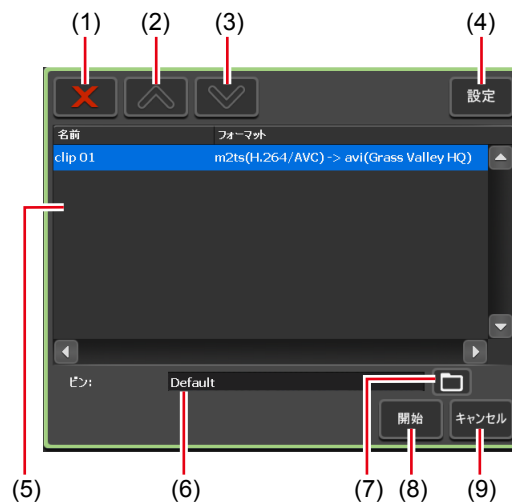 (1) (2) (3) (4)
設定
名前 フォーマット
clip 01 m2ts(H.264/AVC) -> avi(Grass Valley HQ)
ビン: Default
開始 キャンセル
(5) (6) (7) (8) (9)